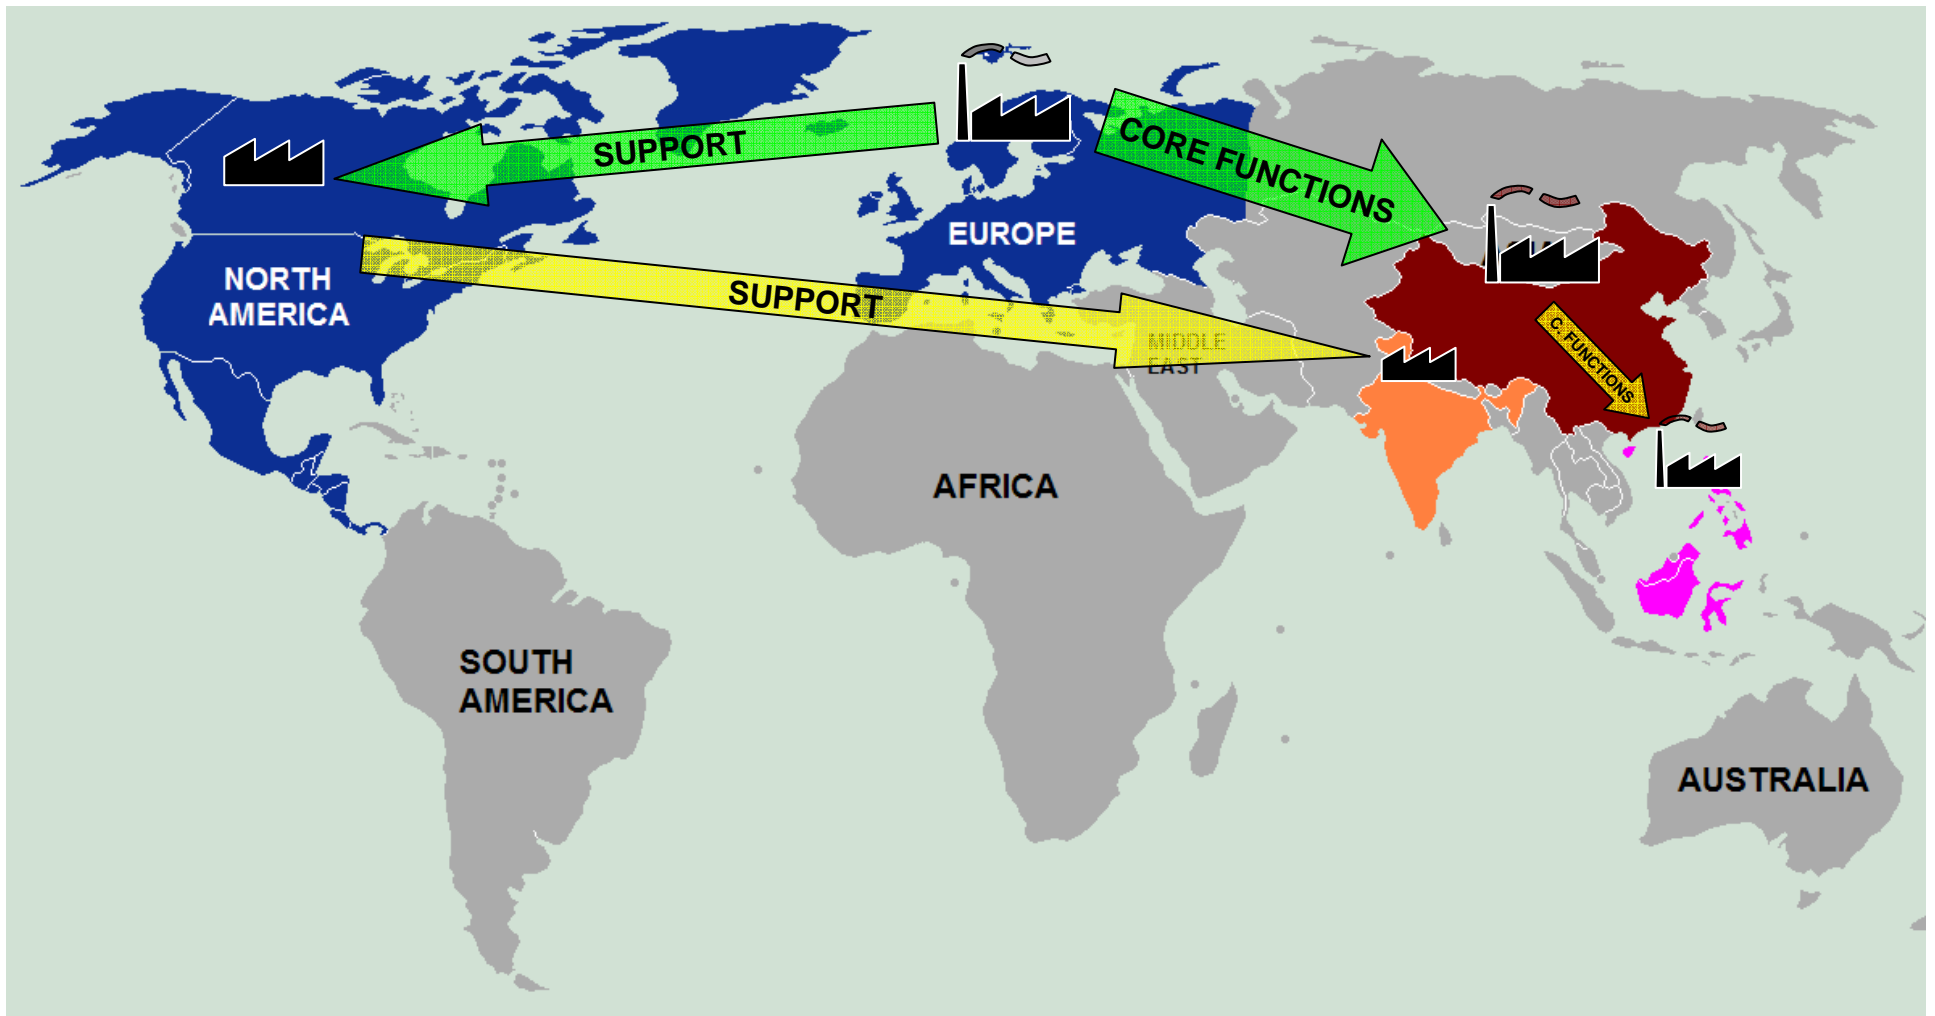 SUPPORT
CORE FUNCTIONS
EUROPE
NORTH
AMERICA
SUPPORT
C. FUNCTIONS
MIDDLE
EAST
AFRICA
SOUTH
AMERICA
AUSTRALIA